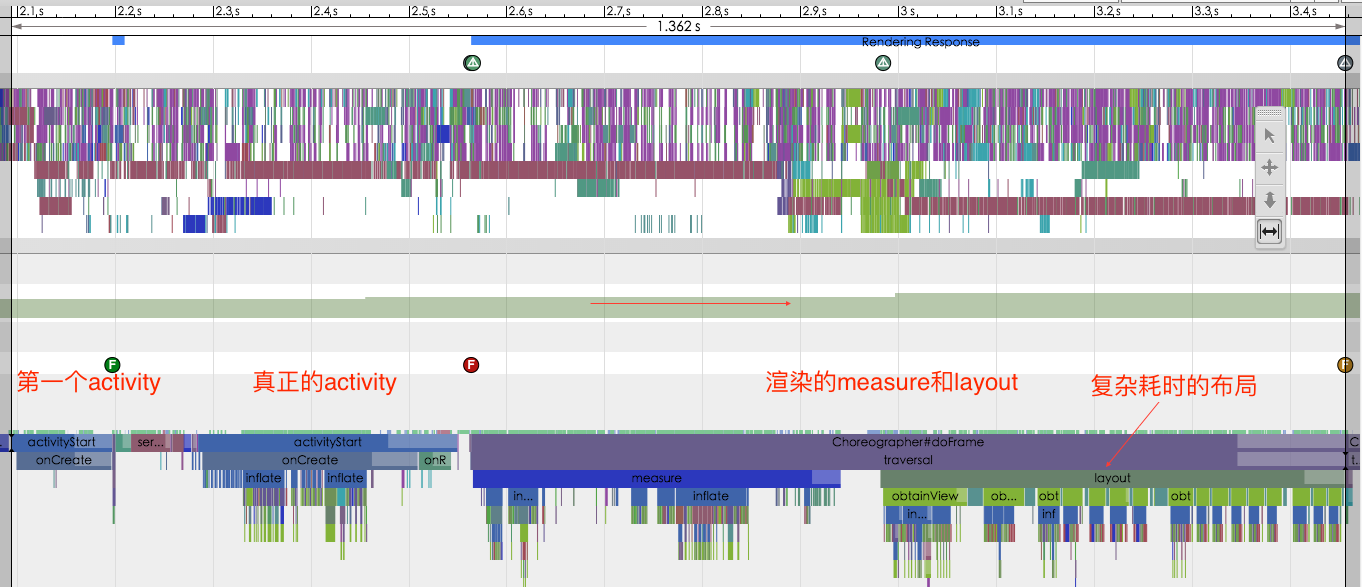 2.1,s 2.2,s 2.3,s 2.4,s 2.5,s 2.6,s 2.7,s 2.8,s 2.9,s 3 s 3.1,s 3.2,s 3.3,s 3.4,s
1.362 s
Rendering Response
F F F
第一个activity 真正的activity 渲染的measure和layout 复杂耗时的布局
activityStart ser... activityStart Choreographer#doFrame C
onCreate onCreate onR traversal t...
inflate inflate measure layout
in... inflate obtainView ob... obt obt
in... inf